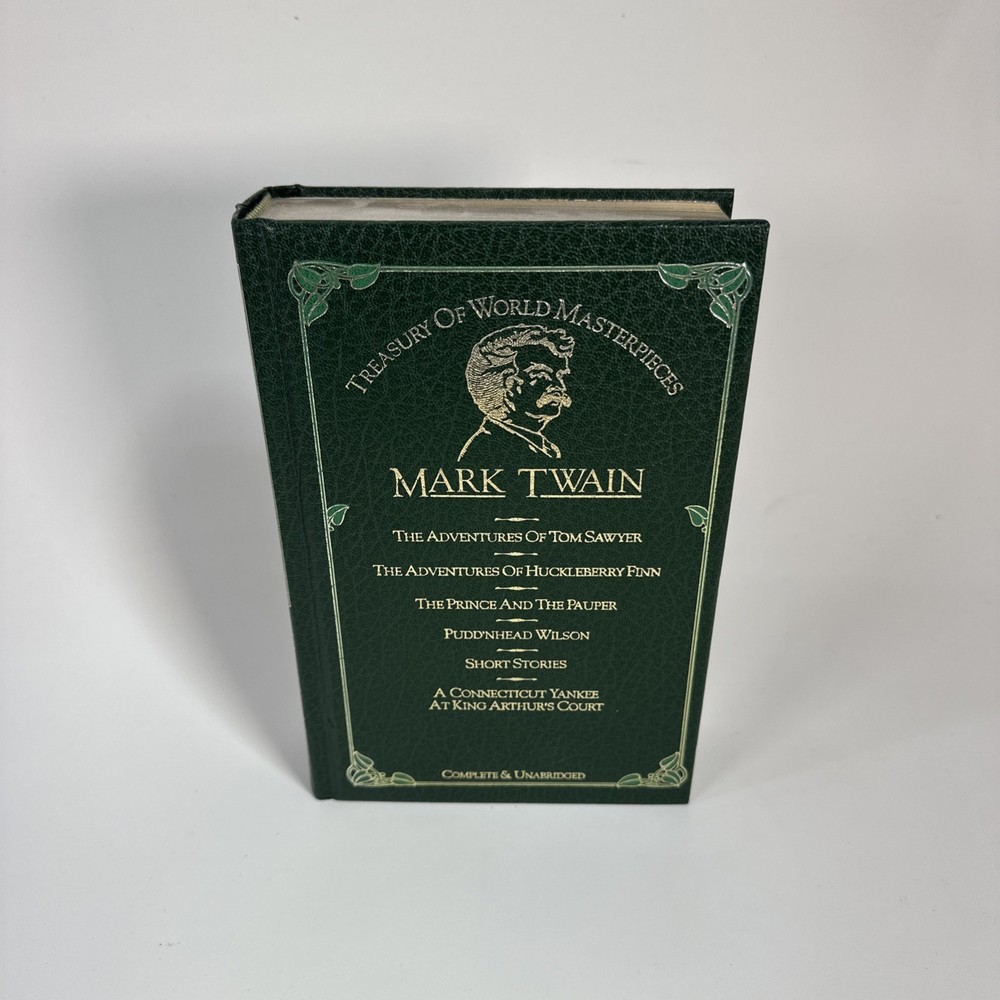 TREASURY OF WORLD MASTERPIECES
MARK TWAIN
THE ADVENTURES OF TOM SAWYER
THE ADVENTURES OF HUCKLEBERRY FINN
THE PRINCE AND THE PAUPER
PUDD'NHEAD WILSON
SHORT STORIES
A CONNECTICUT YANKEE
AT KING ARTHUR'S COURT
COMPLETE & UNABRIDGED